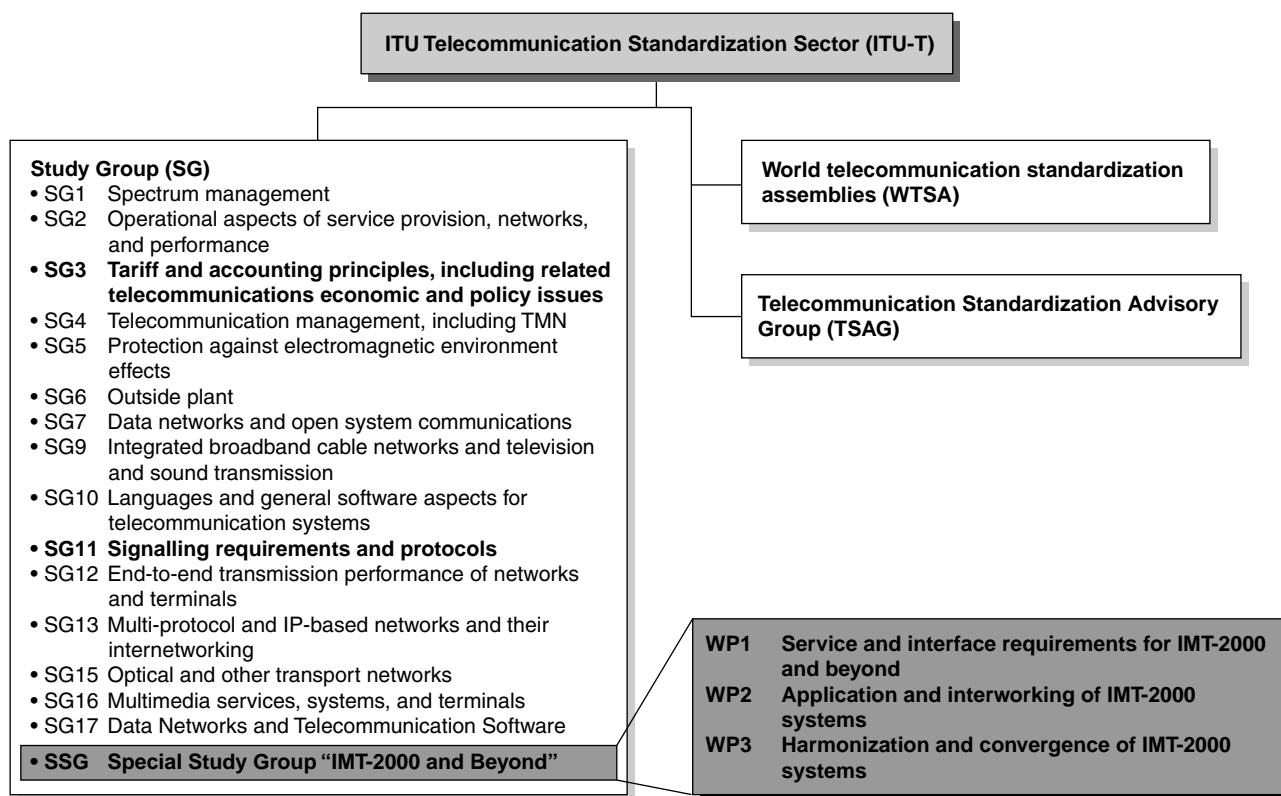 ITU Telecommunication Standardization Sector (ITU-T)
Study Group (SG)
• SG1 Spectrum management
• SG2 Operational aspects of service provision, networks,
and performance
• SG3 Tariff and accounting principles, including related
telecommunications economic and policy issues
• SG4 Telecommunication management, including TMN
• SG5 Protection against electromagnetic environment
effects
• SG6 Outside plant
• SG7 Data networks and open system communications
• SG9 Integrated broadband cable networks and television
and sound transmission
• SG10 Languages and general software aspects for
telecommunication systems
• SG11 Signalling requirements and protocols
• SG12 End-to-end transmission performance of networks
and terminals
• SG13 Multi-protocol and IP-based networks and their
internetworking
• SG15 Optical and other transport networks
• SG16 Multimedia services, systems, and terminals
• SG17 Data Networks and Telecommunication Software
• SSG Special Study Group “IMT-2000 and Beyond”
World telecommunication standardization
assemblies (WTSA)
Telecommunication Standardization Advisory
Group (TSAG)
WP1 Service and interface requirements for IMT-2000
and beyond
WP2 Application and interworking of IMT-2000
systems
WP3 Harmonization and convergence of IMT-2000
systems